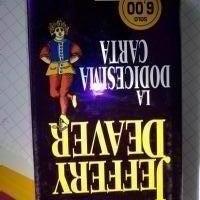 JEFFERY
DEAVER
LA
DODICESIMA
CARTA
SOLO
6,00